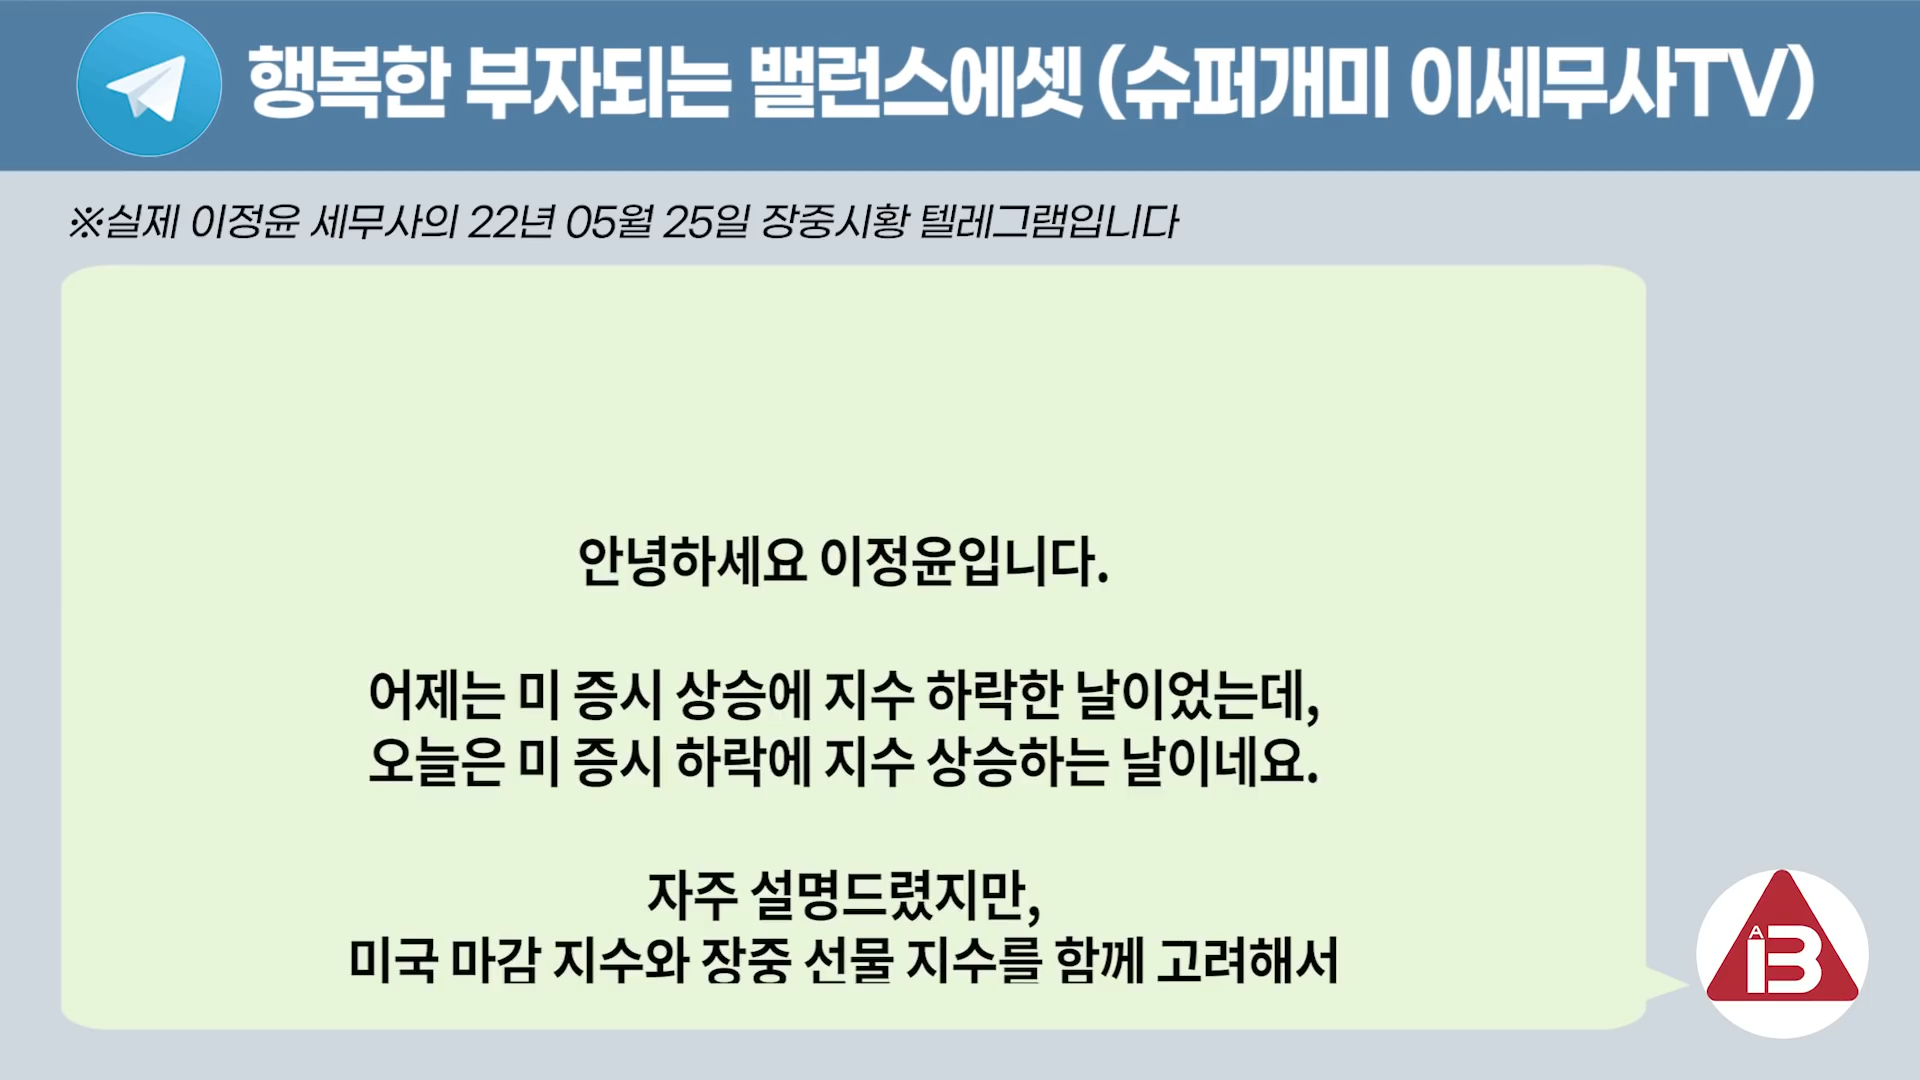 행복한 부자되는 밸런스에셋 (슈퍼개미 이세무사TV)
※실제 이정윤 세무사의 22년 05월 25일 장중시황 텔레그램입니다
안녕하세요 이정윤입니다.
어제는 미 증시 상승에 지수 하락한 날이었는데,
오늘은 미 증시 하락에 지수 상승하는 날이네요.
자주 설명드렸지만,
미국 마감 지수와 장중 선물 지수를 함께 고려해서
A
B